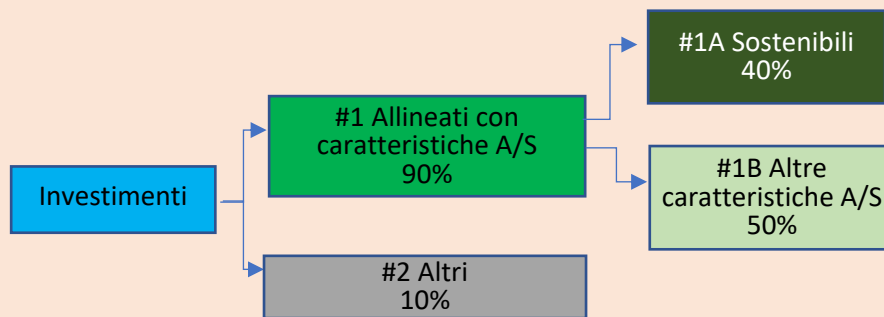 Investimenti
#1 Allineati con
caratteristiche A/S
90%
#2 Altri
10%
#1A Sostenibili
40%
#1B Altre
caratteristiche A/S
50%